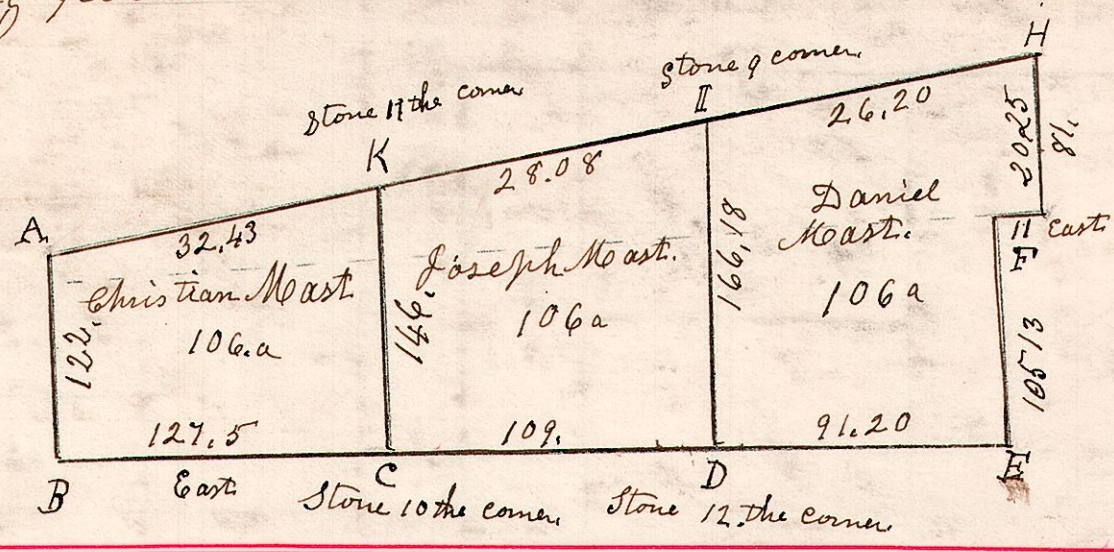 H
Stone 9 corner.
Stone 11 the corner
I
K
26,20
28.08
20.25
81,
A
32.43
Daniel
Mast.
106a
11 East
F
Joseph Mast.
106a
166,18
Christian Mast
106.a
122,
146,
105 13
127,5
109.
91.20
B
East
C
D
E
Stone 10 the corner,
Stone 12. the corner.